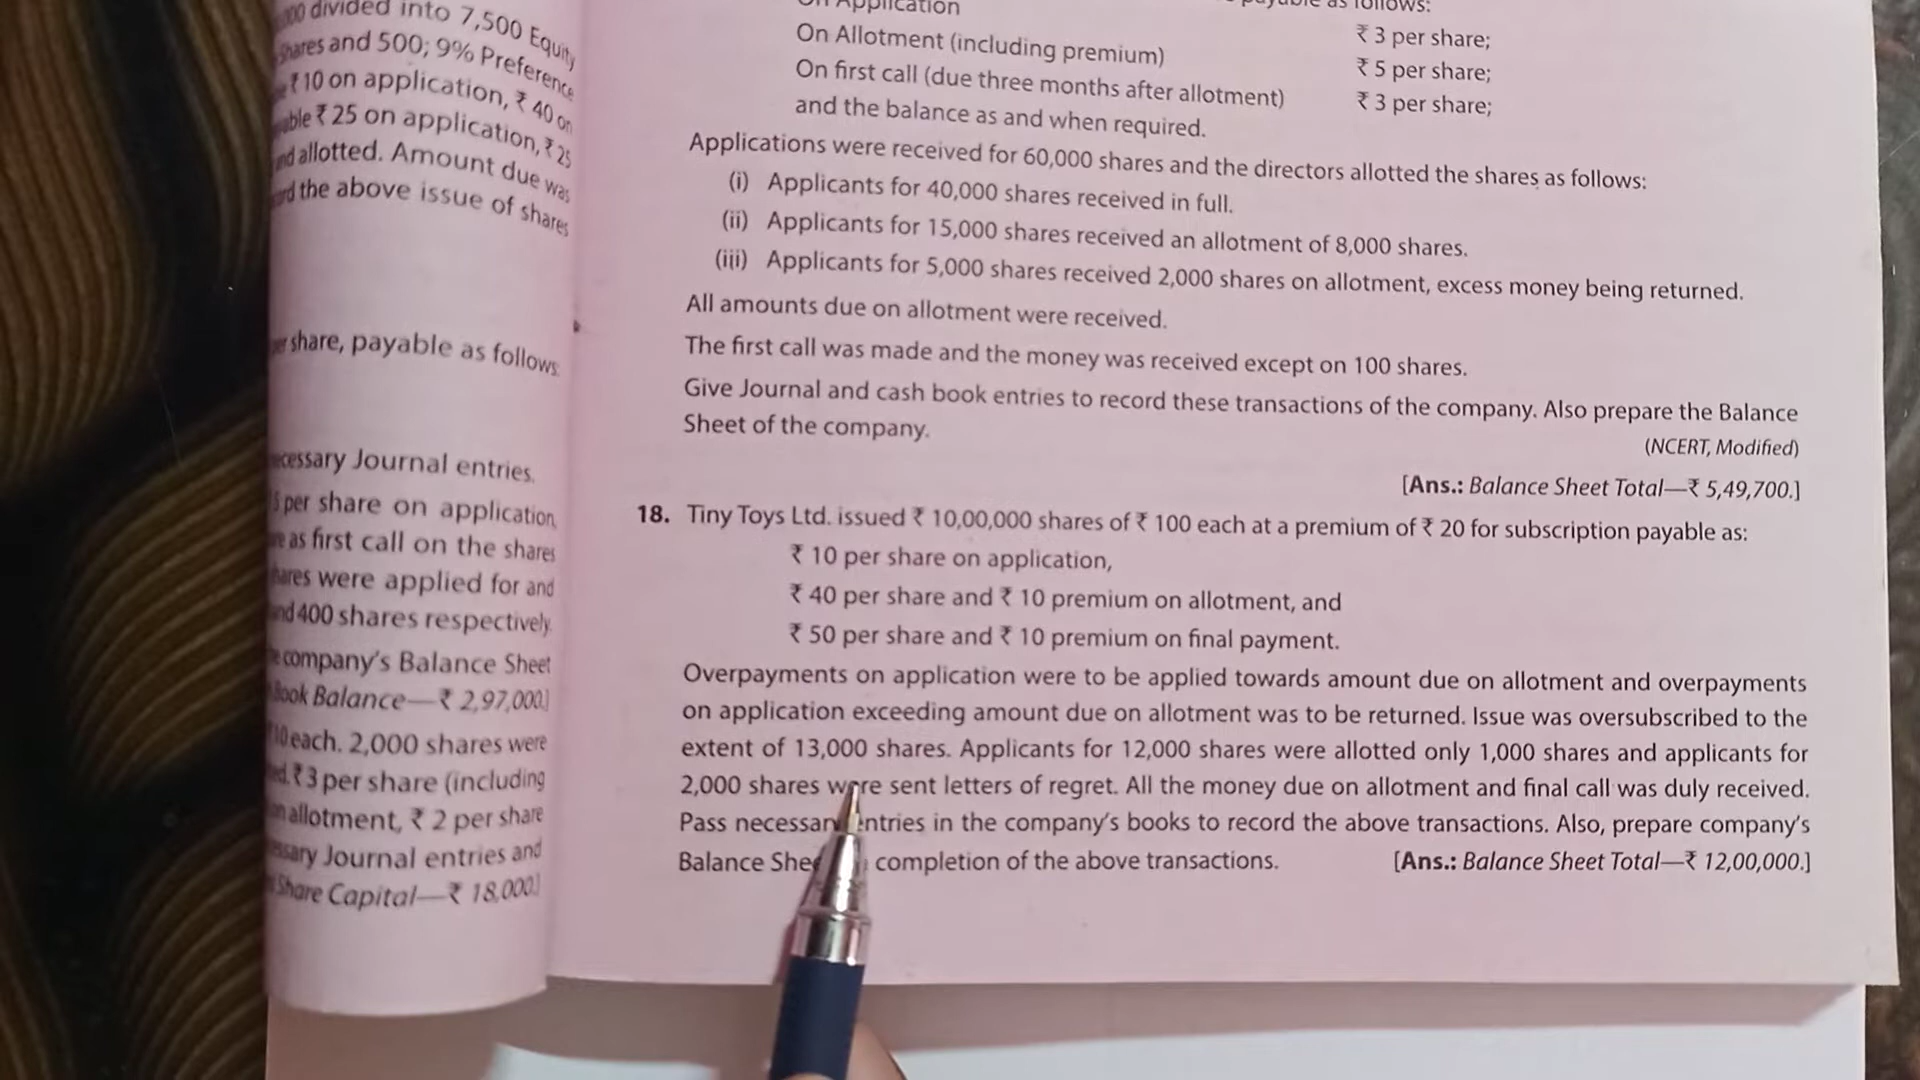 divided into 7,500 Equity
Shares and 500; 9% Preference
₹ 10 on application, ₹ 40 on
₹ 25 on application, ₹ 25
allotted. Amount due was
the above issue of shares
share, payable as follows:
Journal entries.
per share on application,
as first call on the shares
were applied for and
400 shares respectively.
company's Balance Sheet
Book Balance—₹ 2,97,000.]
each. 2,000 shares were
₹ 3 per share (including
allotment, ₹ 2 per share
Journal entries and
Share Capital—₹ 18,000.]
payable as follows:
On Application ₹ 3 per share;
On Allotment (including premium) ₹ 5 per share;
On first call (due three months after allotment) ₹ 3 per share;
and the balance as and when required.
Applications were received for 60,000 shares and the directors allotted the shares as follows:
(i) Applicants for 40,000 shares received in full.
(ii) Applicants for 15,000 shares received an allotment of 8,000 shares.
(iii) Applicants for 5,000 shares received 2,000 shares on allotment, excess money being returned.
All amounts due on allotment were received.
The first call was made and the money was received except on 100 shares.
Give Journal and cash book entries to record these transactions of the company. Also prepare the Balance
Sheet of the company. (NCERT, Modified)
[Ans.: Balance Sheet Total—₹ 5,49,700.]
18. Tiny Toys Ltd. issued ₹ 10,00,000 shares of ₹ 100 each at a premium of ₹ 20 for subscription payable as:
₹ 10 per share on application,
₹ 40 per share and ₹ 10 premium on allotment, and
₹ 50 per share and ₹ 10 premium on final payment.
Overpayments on application were to be applied towards amount due on allotment and overpayments
on application exceeding amount due on allotment was to be returned. Issue was oversubscribed to the
extent of 13,000 shares. Applicants for 12,000 shares were allotted only 1,000 shares and applicants for
2,000 shares were sent letters of regret. All the money due on allotment and final call was duly received.
Pass necessary entries in the company's books to record the above transactions. Also, prepare company's
Balance completion of the above transactions. [Ans.: Balance Sheet Total—₹ 12,00,000.]